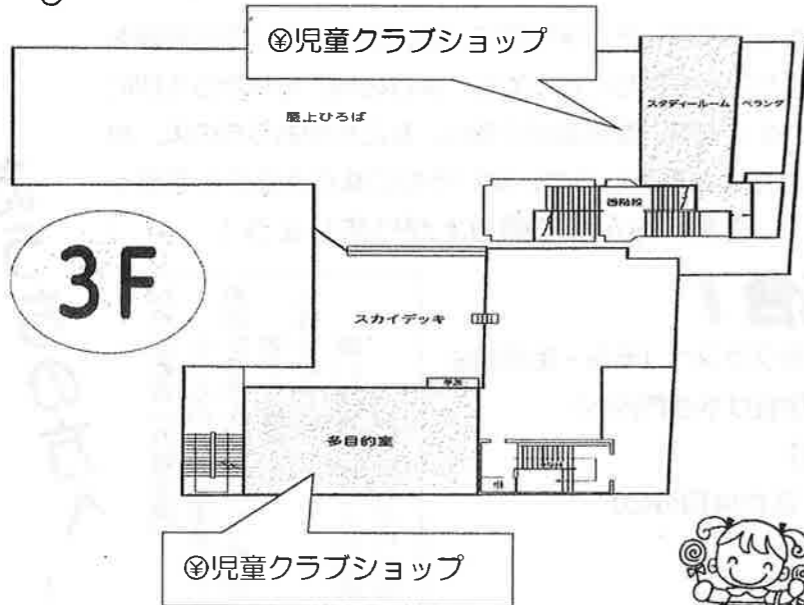 ¥児童クラブショップ
スタディールーム
ベランダ
屋上ひろば
西階段
3F
スカイデッキ
多目的室
¥児童クラブショップ